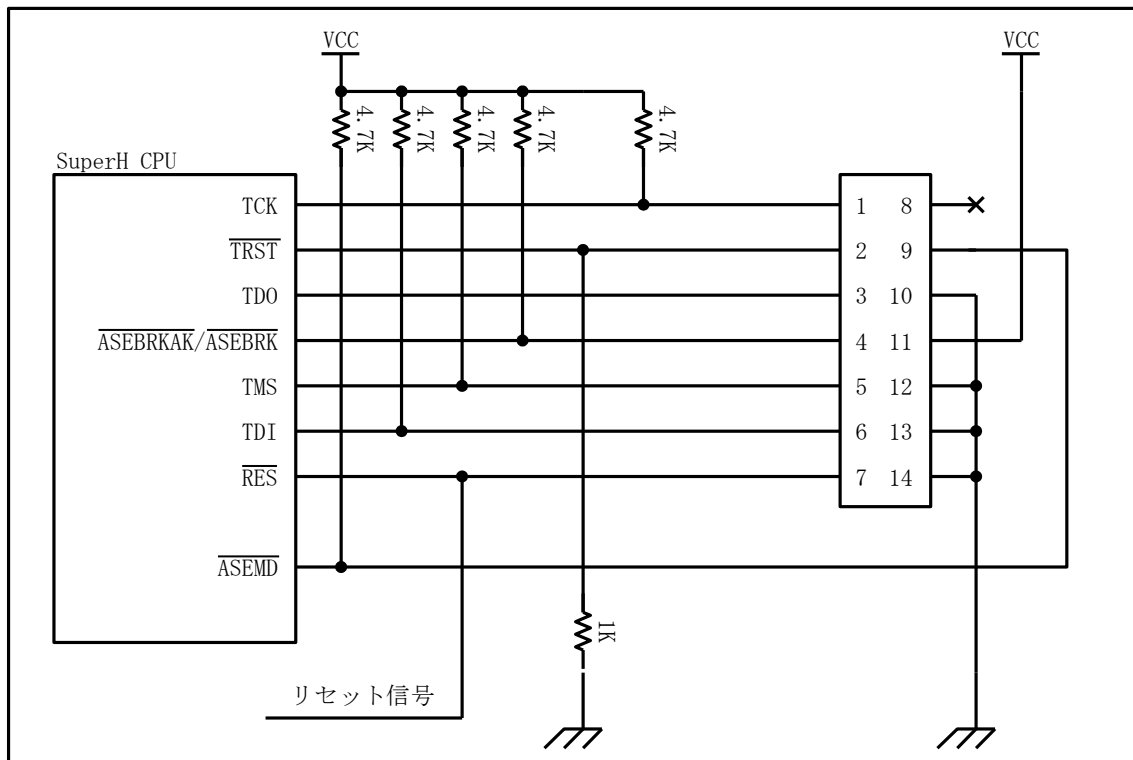 VCC
VCC
4.7K
4.7K
4.7K
4.7K
4.7K
SuperH CPU
TCK
1
8
TRST
2
9
TDO
3
10
ASEBRKAK/ASEBRK
4
11
TMS
5
12
TDI
6
13
RES
7
14
ASEMD
1K
リセット信号